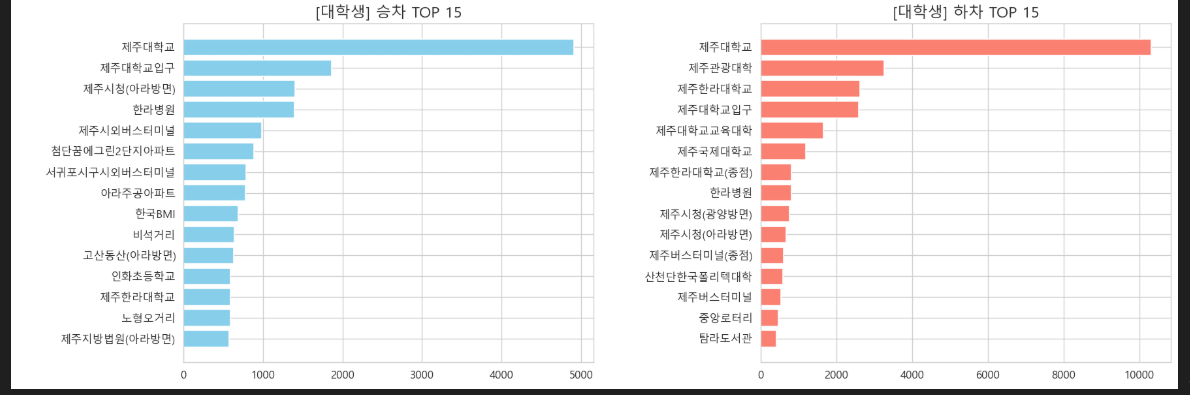 [대학생] 승차 TOP 15
제주대학교
제주대학교입구
제주시청(아라방면)
한라병원
제주시외버스터미널
첨단꿈에그린2단지아파트
서귀포시구시외버스터미널
아라주공아파트
한국BMI
비석거리
고산동산(아라방면)
인화초등학교
제주한라대학교
노형오거리
제주지방법원(아라방면)
0 1000 2000 3000 4000 5000
[대학생] 하차 TOP 15
제주대학교
제주관광대학
제주한라대학교
제주대학교입구
제주대학교교육대학
제주국제대학교
제주한라대학교(종점)
한라병원
제주시청(광양방면)
제주시청(아라방면)
제주버스터미널(종점)
산천단한국폴리텍대학
제주버스터미널
중앙로터리
탐라도서관
0 2000 4000 6000 8000 10000